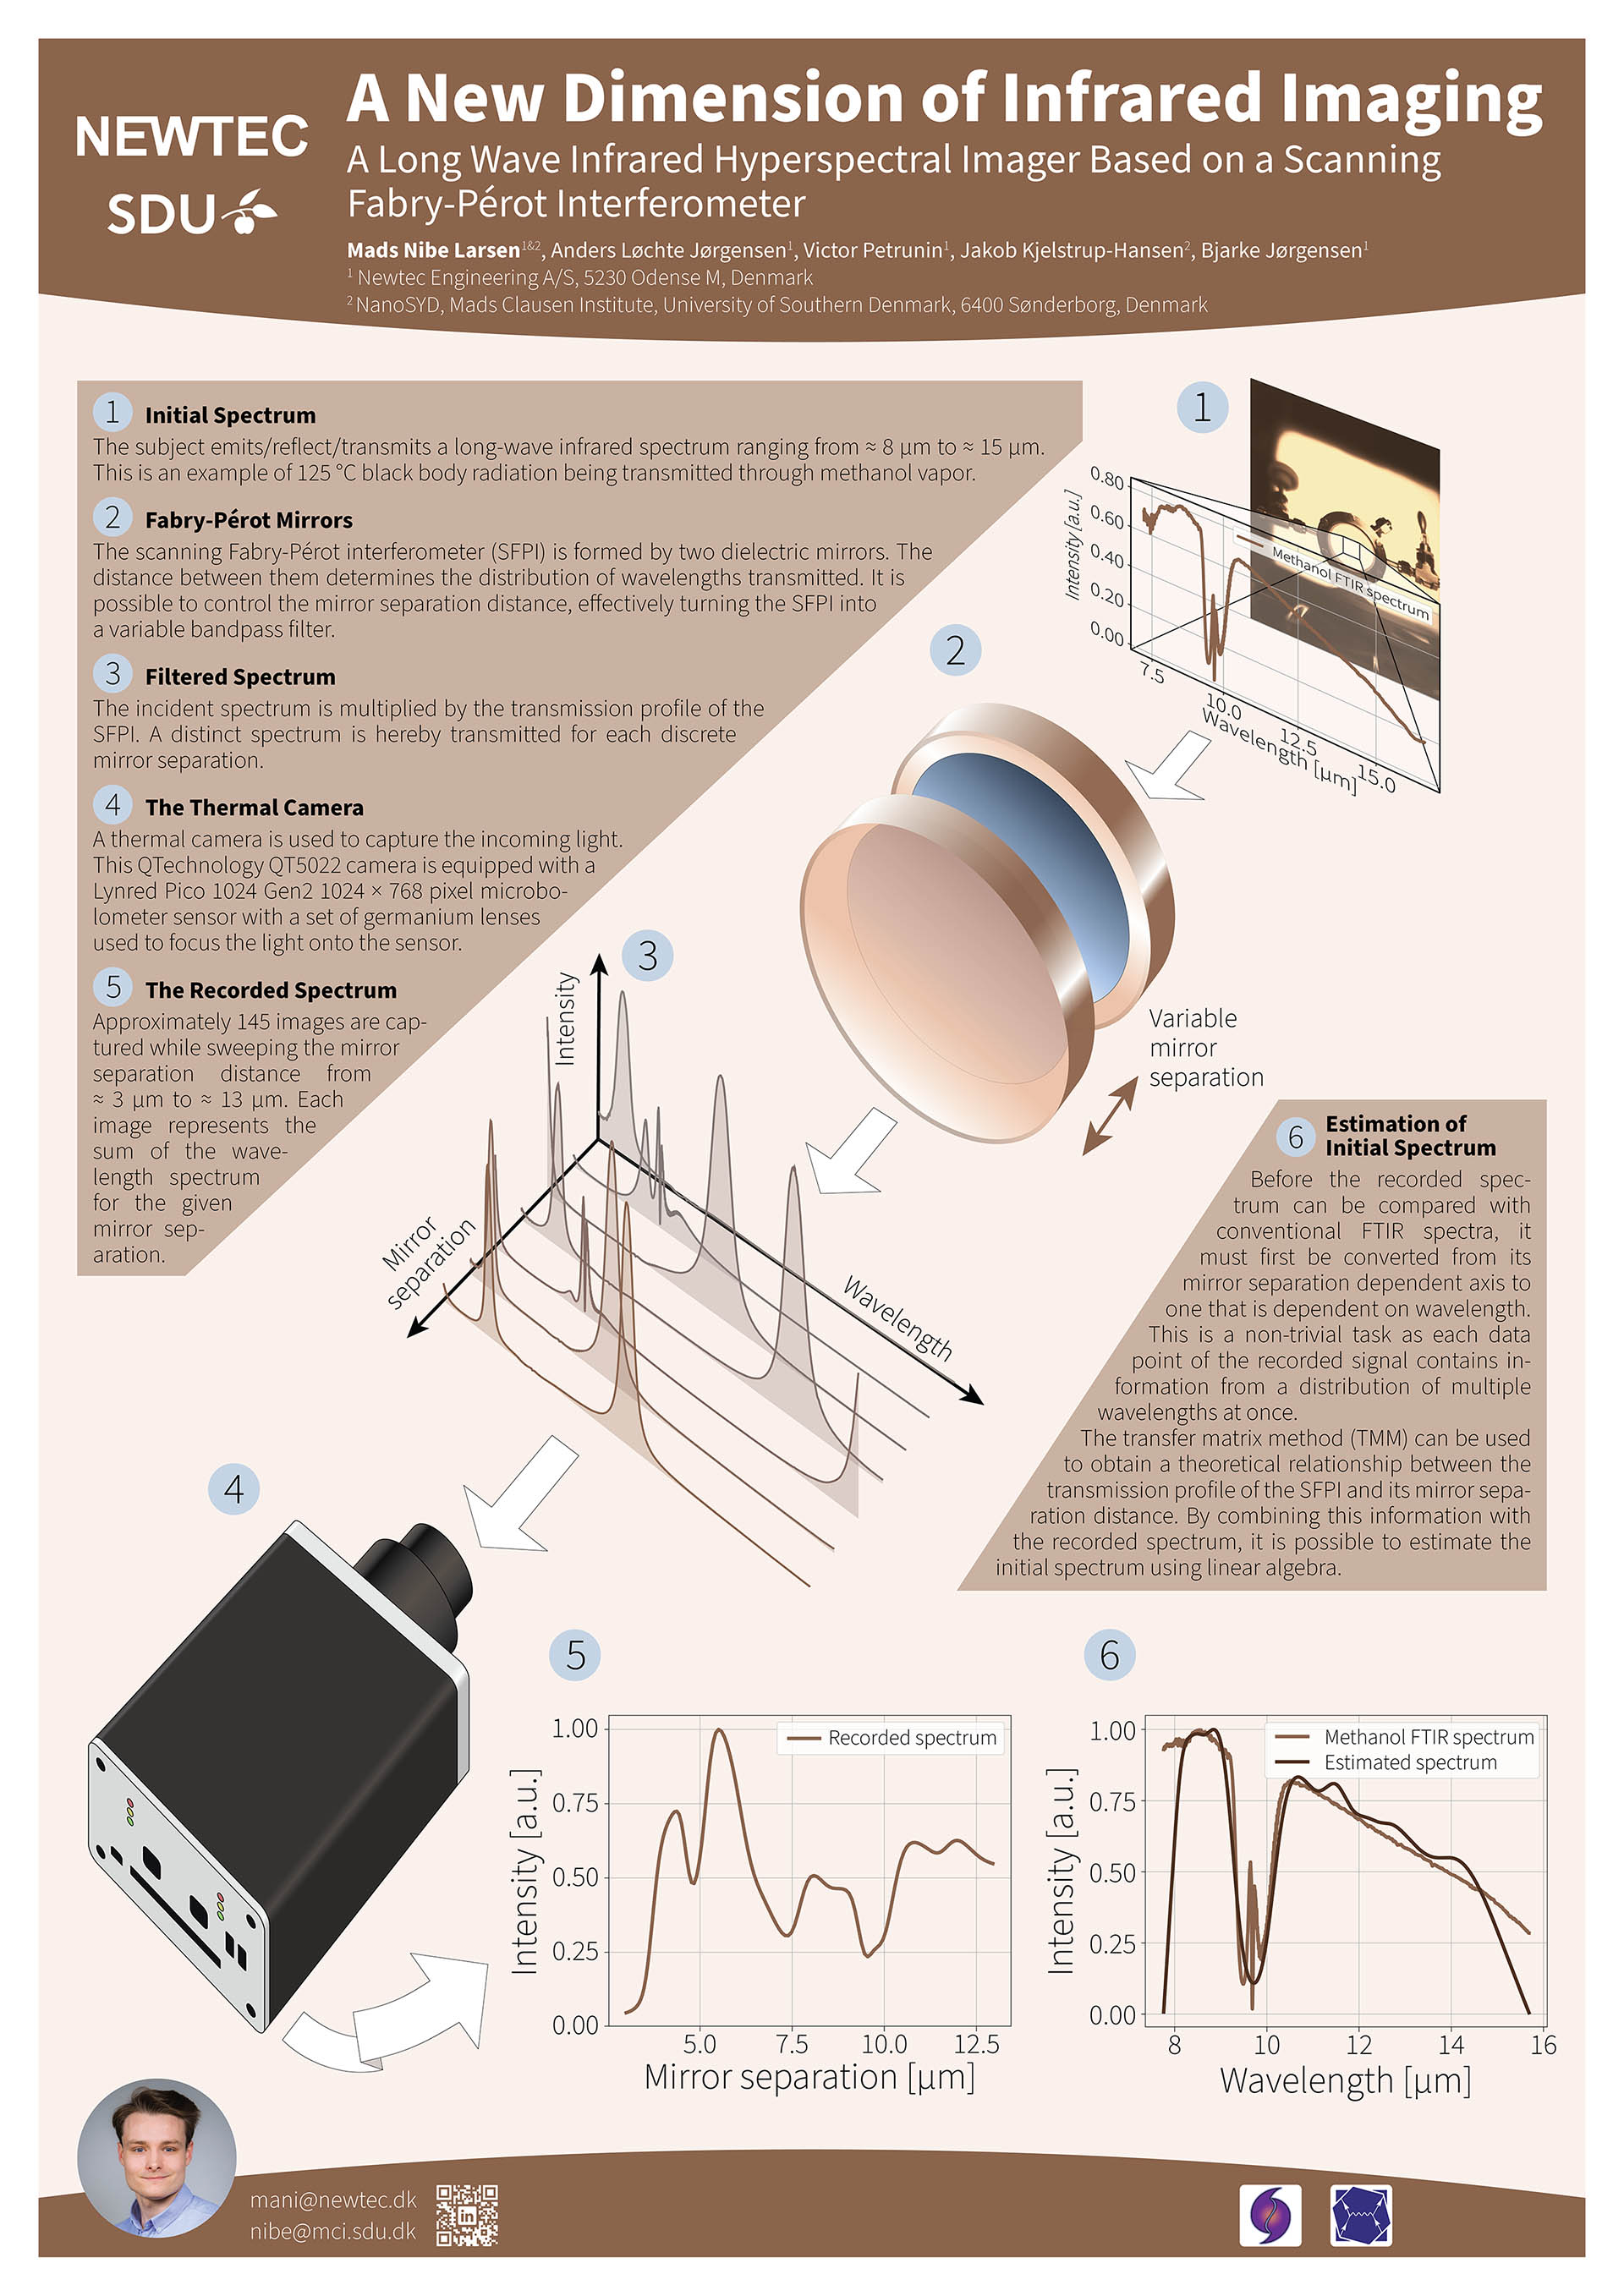 NEWTEC
SDU
A New Dimension of Infrared Imaging
A Long Wave Infrared Hyperspectral Imager Based on a Scanning
Fabry-Pérot Interferometer
Mads Nibe Larsen1&2, Anders Løchte Jørgensen1, Victor Petrunin1, Jakob Kjelstrup-Hansen2, Bjarke Jørgensen1
1 Newtec Engineering A/S, 5230 Odense M, Denmark
2 NanoSYD, Mads Clausen Institute, University of Southern Denmark, 6400 Sønderborg, Denmark
1 Initial Spectrum
The subject emits/reflect/transmits a long-wave infrared spectrum ranging from ≈ 8 µm to ≈ 15 µm.
This is an example of 125 °C black body radiation being transmitted through methanol vapor.
2 Fabry-Pérot Mirrors
The scanning Fabry-Pérot interferometer (SFPI) is formed by two dielectric mirrors. The
distance between them determines the distribution of wavelengths transmitted. It is
possible to control the mirror separation distance, effectively turning the SFPI into
a variable bandpass filter.
3 Filtered Spectrum
The incident spectrum is multiplied by the transmission profile of the
SFPI. A distinct spectrum is hereby transmitted for each discrete
mirror separation.
4 The Thermal Camera
A thermal camera is used to capture the incoming light.
This QTechnology QT5022 camera is equipped with a
Lynred Pico 1024 Gen2 1024 × 768 pixel microbo-
lometer sensor with a set of germanium lenses
used to focus the light onto the sensor.
5 The Recorded Spectrum
Approximately 145 images are cap-
tured while sweeping the mirror
separation distance from
≈ 3 µm to ≈ 13 µm. Each
image represents the
sum of the wave-
length spectrum
for the given
mirror sep-
aration.
1
Intensity [a.u.]
0.80
0.60
0.40
0.20
0.00
Methanol FTIR spectrum
7.5
10.0
12.5
15.0
Wavelength [µm]
2
Variable
mirror
separation
3
Intensity
Mirror
separation
Wavelength
6 Estimation of
Initial Spectrum
Before the recorded spec-
trum can be compared with
conventional FTIR spectra, it
must first be converted from its
mirror separation dependent axis to
one that is dependent on wavelength.
This is a non-trivial task as each data
point of the recorded signal contains in-
formation from a distribution of multiple
wavelengths at once.
The transfer matrix method (TMM) can be used
to obtain a theoretical relationship between the
transmission profile of the SFPI and its mirror sepa-
ration distance. By combining this information with
the recorded spectrum, it is possible to estimate the
initial spectrum using linear algebra.
4
5
Intensity [a.u.]
1.00
0.75
0.50
0.25
0.00
Recorded spectrum
5.0 7.5 10.0 12.5
Mirror separation [µm]
6
Intensity [a.u.]
1.00
0.75
0.50
0.25
0.00
Methanol FTIR spectrum
Estimated spectrum
8 10 12 14 16
Wavelength [µm]
mani@newtec.dk
nibe@mci.sdu.dk
in